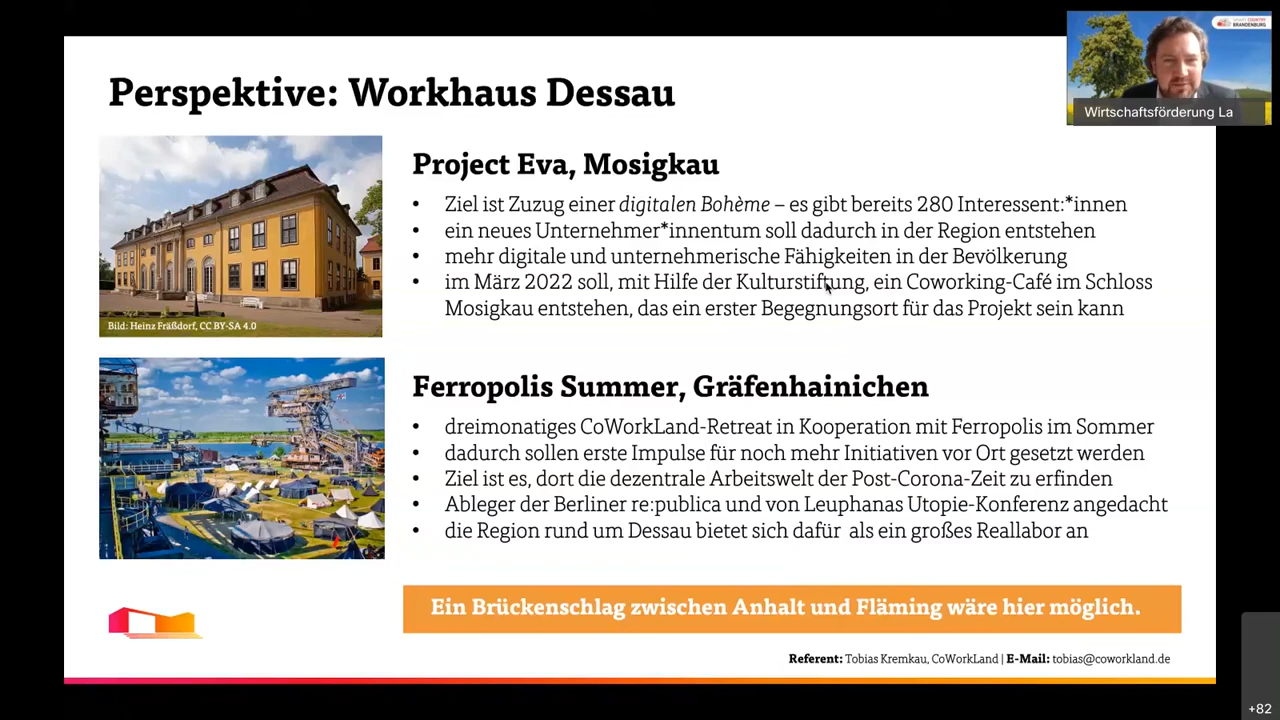 SMART COUNTRY
BRANDENBURG
Wirtschaftsförderung La
Perspektive: Workhaus Dessau
Bild: Heinz Fräßdorf, CC BY-SA 4.0
Project Eva, Mosigkau
• Ziel ist Zuzug einer digitalen Bohème – es gibt bereits 280 Interessent:*innen
• ein neues Unternehmer*innentum soll dadurch in der Region entstehen
• mehr digitale und unternehmerische Fähigkeiten in der Bevölkerung
• im März 2022 soll, mit Hilfe der Kulturstiftung, ein Coworking-Café im Schloss
Mosigkau entstehen, das ein erster Begegnungsort für das Projekt sein kann
Ferropolis Summer, Gräfenhainichen
• dreimonatiges CoWorkLand-Retreat in Kooperation mit Ferropolis im Sommer
• dadurch sollen erste Impulse für noch mehr Initiativen vor Ort gesetzt werden
• Ziel ist es, dort die dezentrale Arbeitswelt der Post-Corona-Zeit zu erfinden
• Ableger der Berliner re:publica und von Leuphanas Utopie-Konferenz angedacht
• die Region rund um Dessau bietet sich dafür als ein großes Reallabor an
Ein Brückenschlag zwischen Anhalt und Fläming wäre hier möglich.
Referent: Tobias Kremkau, CoWorkLand | E-Mail: tobias@coworkland.de
+82